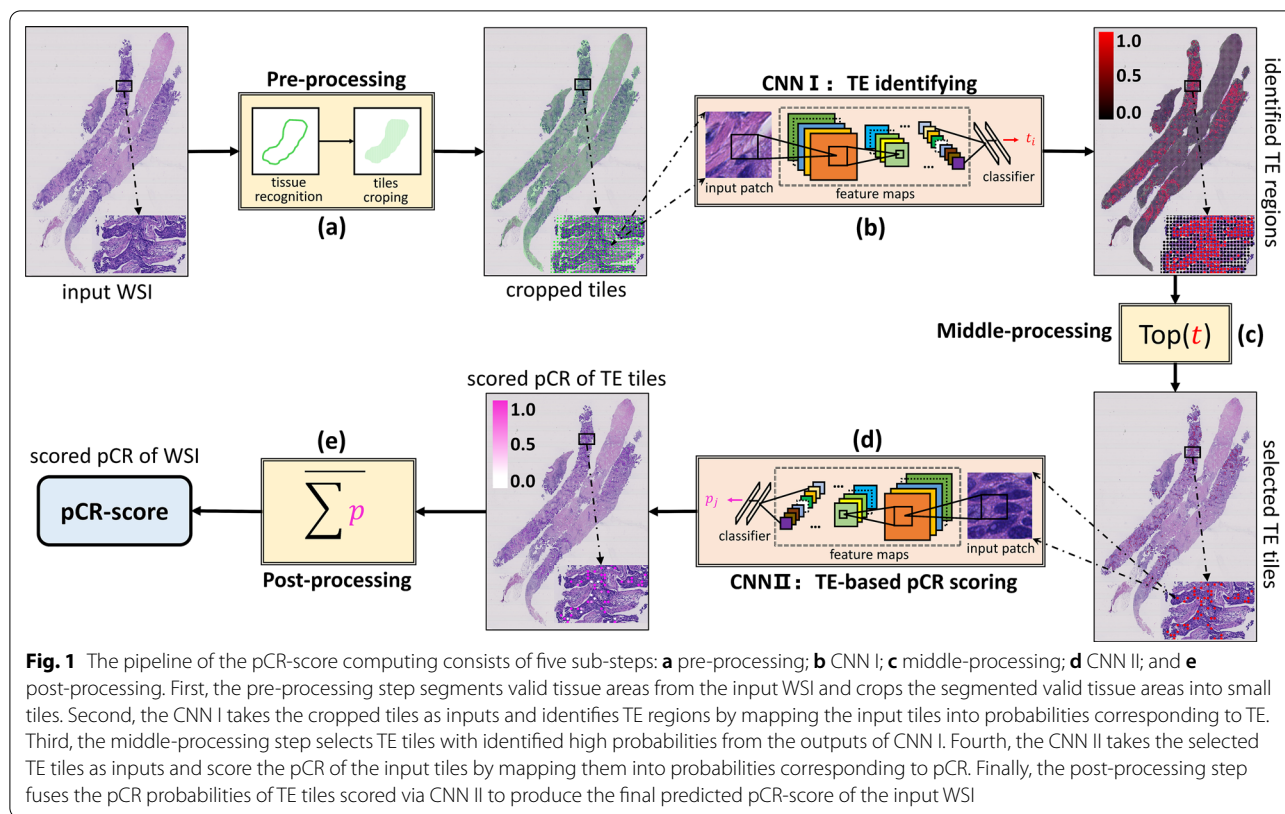 Pre-processing
tissue
recognition
tiles
croping
(a)
input WSI
cropped tiles
CNN Ⅰ： TE identifying
input patch
...
...
feature maps
classifier
t_i
(b)
1.0
0.5
0.0
identified TE regions
Middle-processing
Top(t)
(c)
selected TE tiles
(d)
p_j
classifier
...
...
feature maps
input patch
CNNⅡ： TE-based pCR scoring
scored pCR of TE tiles
1.0
0.5
0.0
(e)
∑ p
Post-processing
scored pCR of WSI
pCR-score
Fig. 1 The pipeline of the pCR-score computing consists of five sub-steps: a pre-processing; b CNN I; c middle-processing; d CNN II; and e
post-processing. First, the pre-processing step segments valid tissue areas from the input WSI and crops the segmented valid tissue areas into small
tiles. Second, the CNN I takes the cropped tiles as inputs and identifies TE regions by mapping the input tiles into probabilities corresponding to TE.
Third, the middle-processing step selects TE tiles with identified high probabilities from the outputs of CNN I. Fourth, the CNN II takes the selected
TE tiles as inputs and score the pCR of the input tiles by mapping them into probabilities corresponding to pCR. Finally, the post-processing step
fuses the pCR probabilities of TE tiles scored via CNN II to produce the final predicted pCR-score of the input WSI